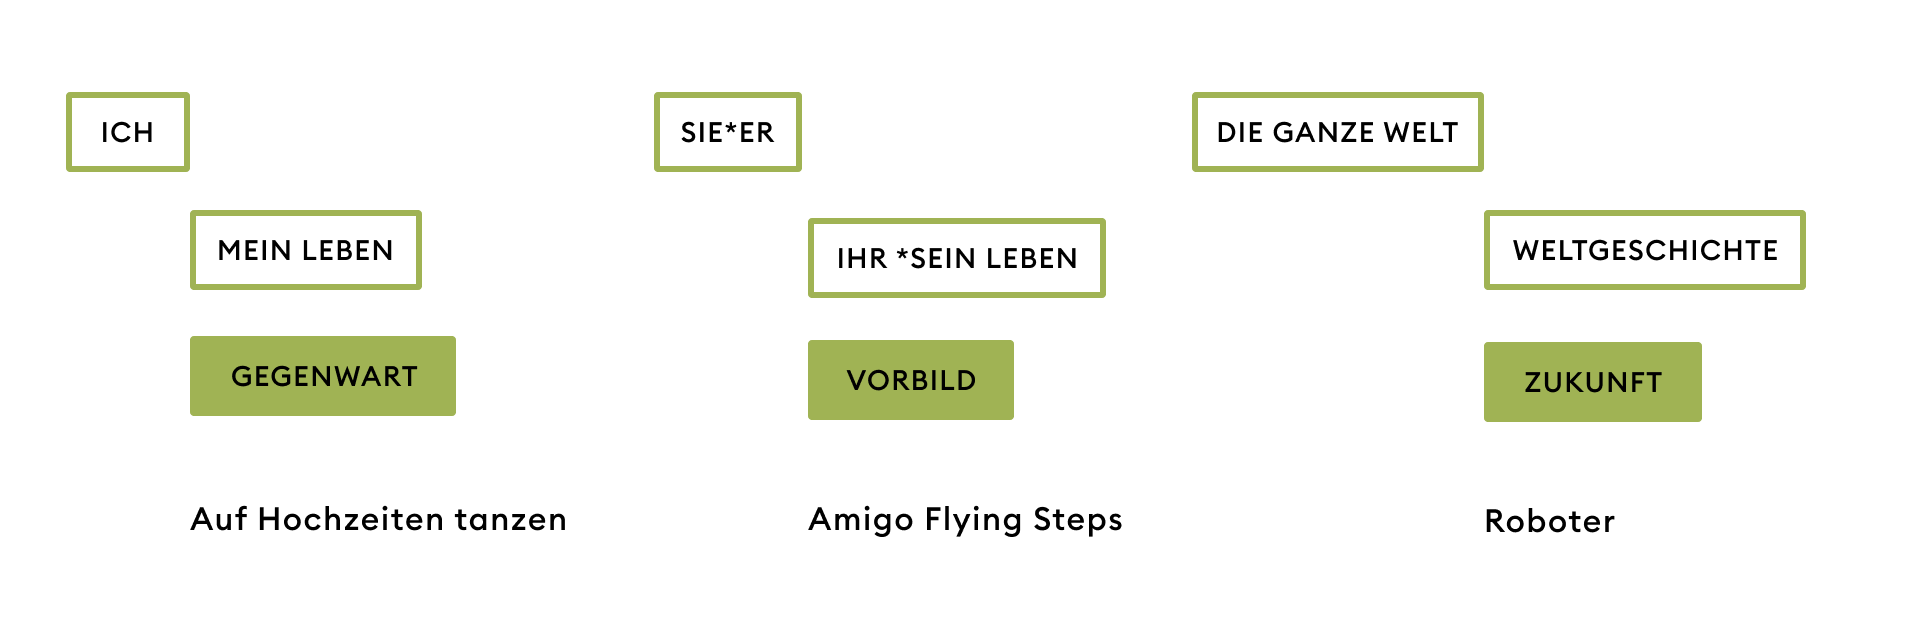 ICH
MEIN LEBEN
GEGENWART
Auf Hochzeiten tanzen
SIE*ER
IHR *SEIN LEBEN
VORBILD
Amigo Flying Steps
DIE GANZE WELT
WELTGESCHICHTE
ZUKUNFT
Roboter